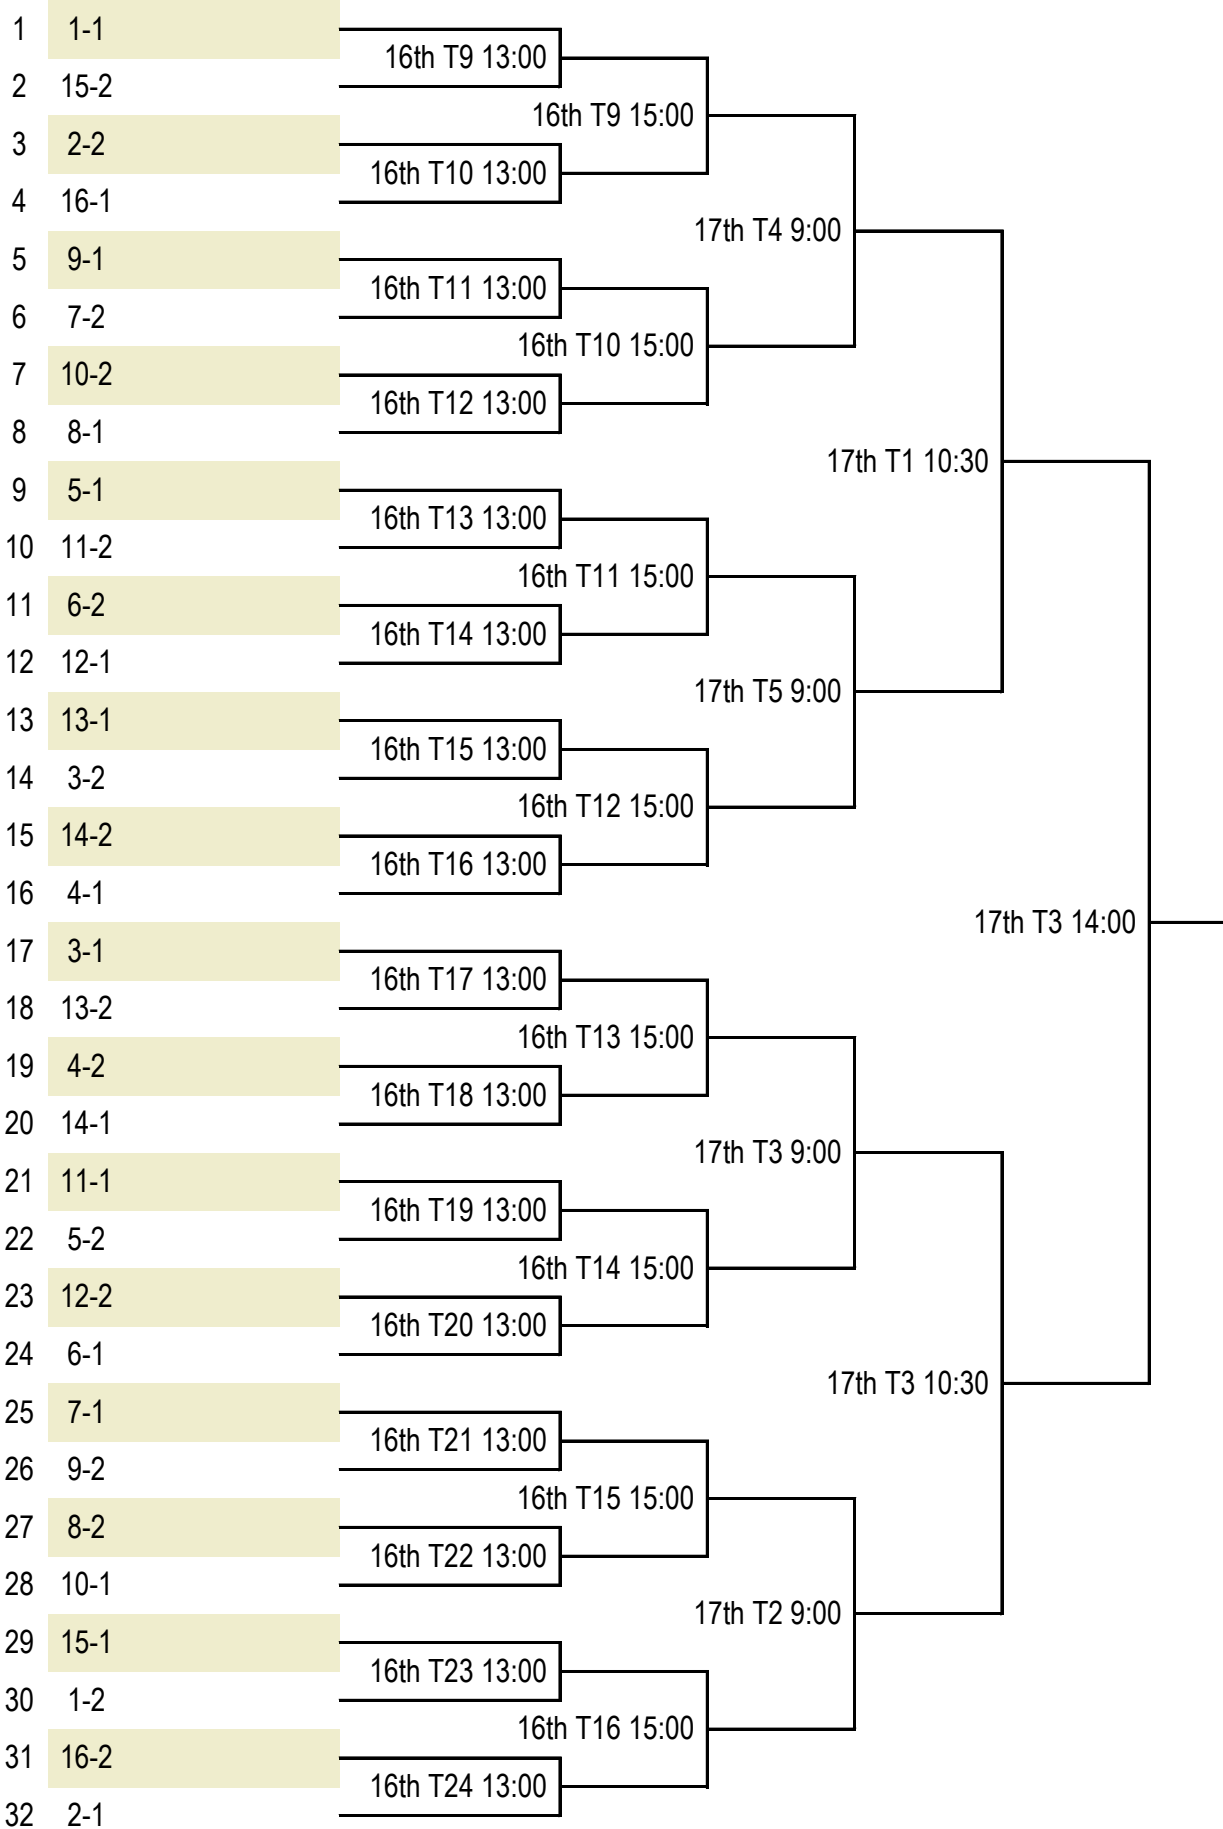 1 1-1
16th T9 13:00
2 15-2
16th T9 15:00
3 2-2
16th T10 13:00
4 16-1
17th T4 9:00
5 9-1
16th T11 13:00
6 7-2
16th T10 15:00
7 10-2
16th T12 13:00
8 8-1
17th T1 10:30
9 5-1
16th T13 13:00
10 11-2
16th T11 15:00
11 6-2
16th T14 13:00
12 12-1
17th T5 9:00
13 13-1
16th T15 13:00
14 3-2
16th T12 15:00
15 14-2
16th T16 13:00
16 4-1
17th T3 14:00
17 3-1
16th T17 13:00
18 13-2
16th T13 15:00
19 4-2
16th T18 13:00
20 14-1
17th T3 9:00
21 11-1
16th T19 13:00
22 5-2
16th T14 15:00
23 12-2
16th T20 13:00
24 6-1
17th T3 10:30
25 7-1
16th T21 13:00
26 9-2
16th T15 15:00
27 8-2
16th T22 13:00
28 10-1
17th T2 9:00
29 15-1
16th T23 13:00
30 1-2
16th T16 15:00
31 16-2
16th T24 13:00
32 2-1